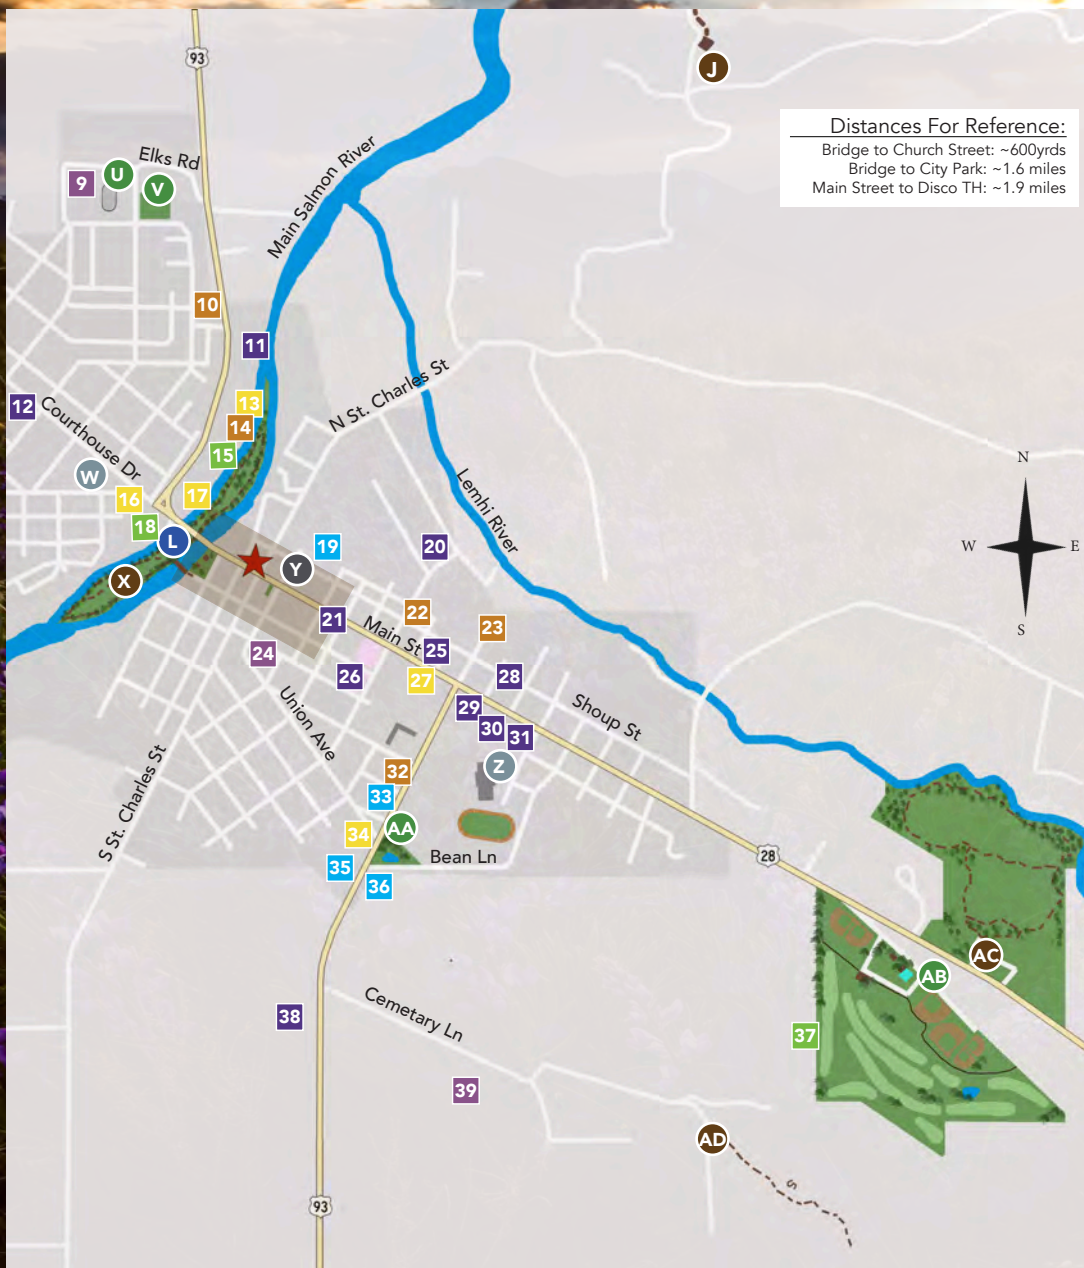 93
J
Distances For Reference:
Bridge to Church Street: ~600yrds
Bridge to City Park: ~1.6 miles
Main Street to Disco TH: ~1.9 miles
Elks Rd
U
9
V
Main Salmon River
10
11
N St. Charles St
13
12
Courthouse Dr
14
15
W
N
16
17
Lemhi River
18
L
19
20
W
E
Y
X
22
21
23
Main St
S
24
25
26
27
28
Union Ave
29
Shoup St
30
31
Z
32
33
S St. Charles St
34
AA
Bean Ln
28
35
36
AC
AB
38
Cemetary Ln
37
39
AD
S
93